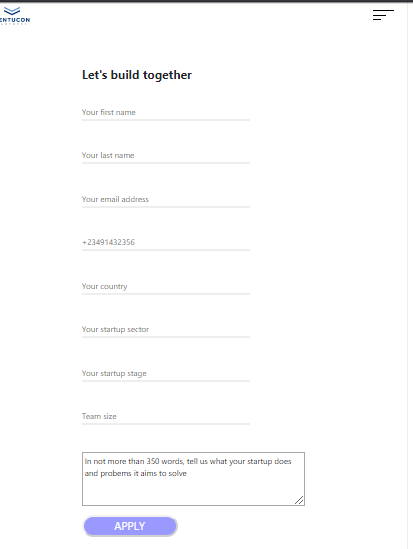 ENTUCON
Let's build together
Your first name
Your last name
Your email address
+23491432356
Your country
Your startup sector
Your startup stage
Team size
In not more than 350 words, tell us what your startup does
and probems it aims to solve
APPLY